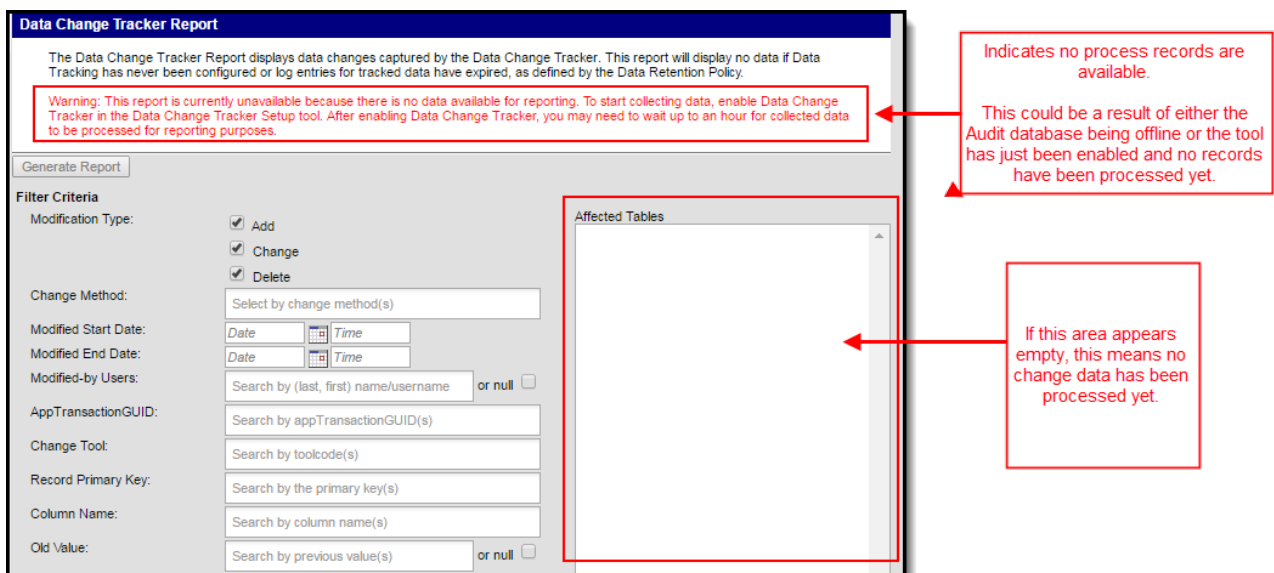 Data Change Tracker Report
The Data Change Tracker Report displays data changes captured by the Data Change Tracker. This report will display no data if Data
Tracking has never been configured or log entries for tracked data have expired, as defined by the Data Retention Policy.
Warning: This report is currently unavailable because there is no data available for reporting. To start collecting data, enable Data Change
Tracker in the Data Change Tracker Setup tool. After enabling Data Change Tracker, you may need to wait up to an hour for collected data
to be processed for reporting purposes.
Generate Report
Filter Criteria
Modification Type:
Add
Change
Delete
Change Method:
Select by change method(s)
Modified Start Date:
Date
Time
Modified End Date:
Date
Time
Modified-by Users:
Search by (last, first) name/username
or null
AppTransactionGUID:
Search by appTransactionGUID(s)
Change Tool:
Search by toolcode(s)
Record Primary Key:
Search by the primary key(s)
Column Name:
Search by column name(s)
Old Value:
Search by previous value(s)
or null
Affected Tables
Indicates no process records are
available.
This could be a result of either the
Audit database being offline or the tool
has just been enabled and no records
have been processed yet.
If this area appears
empty, this means no
change data has been
processed yet.